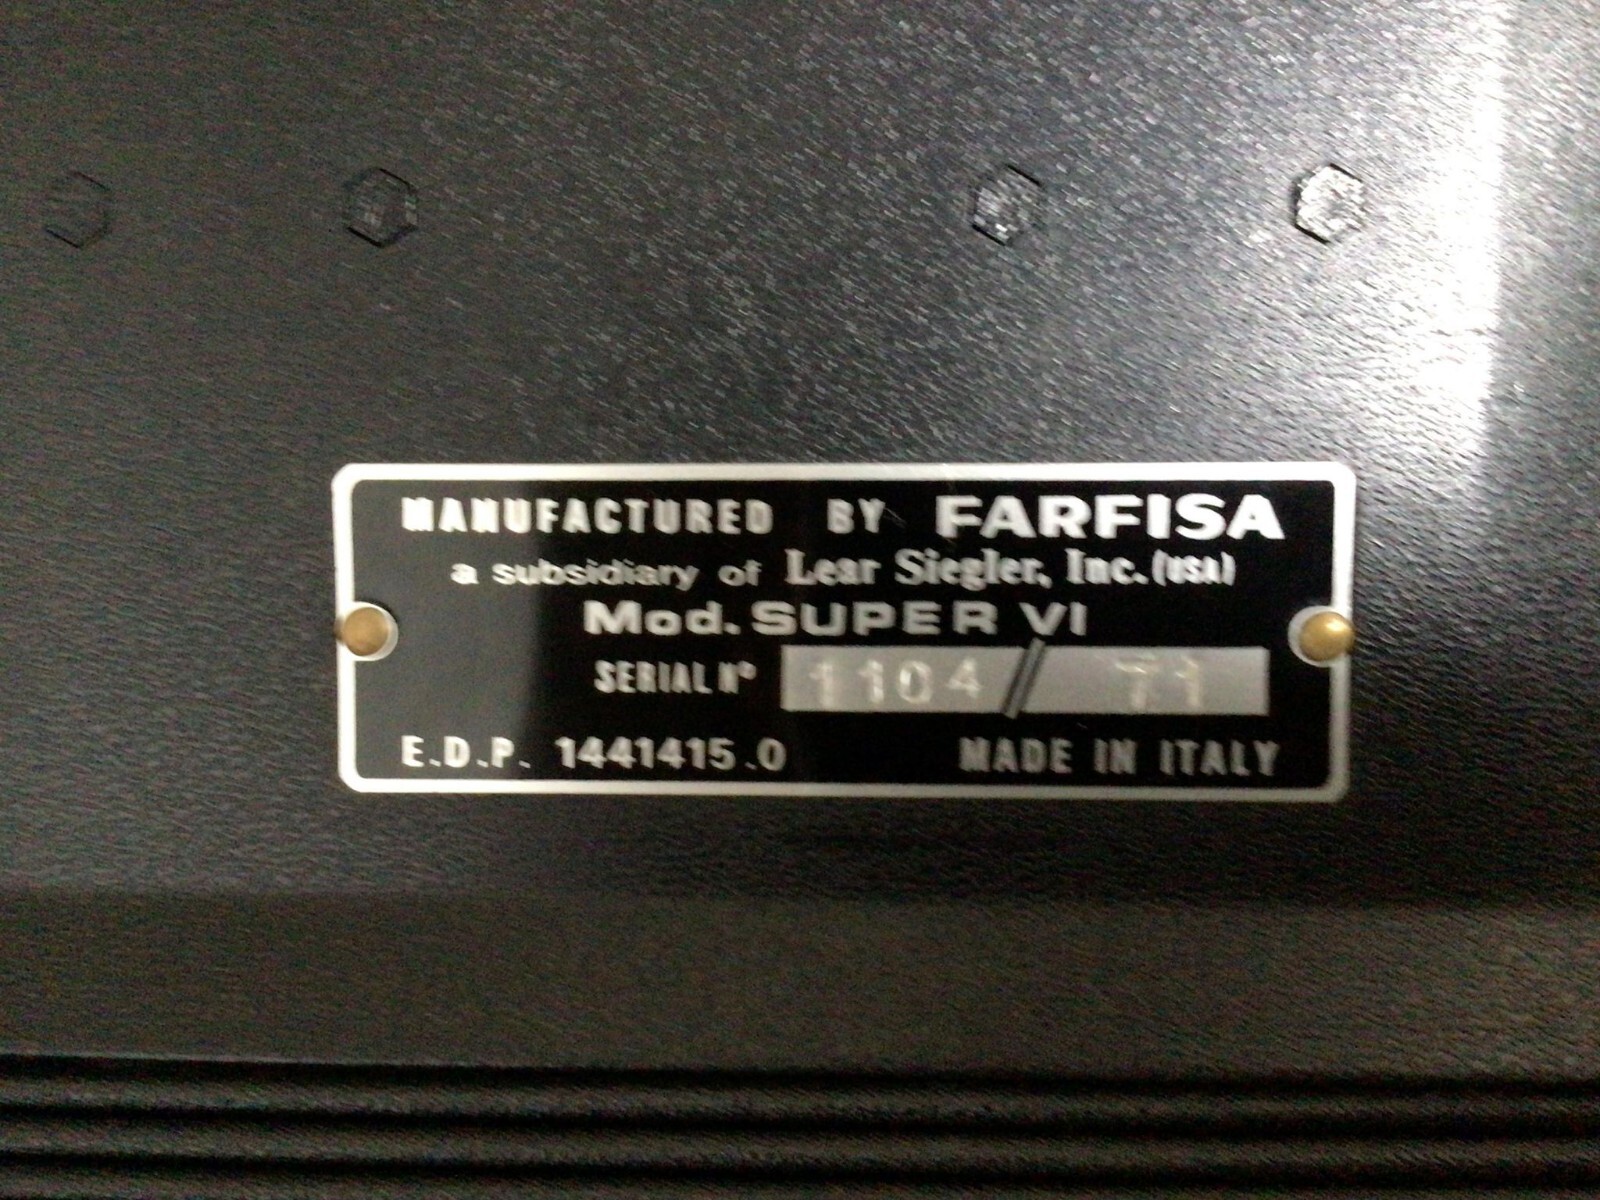 MANUFACTURED BY FARFISA
a subsidiary of Lear Siegler, Inc. (USA)
Mod. SUPER VI
SERIAL Nº 1104 / 71
E.D.P. 1441415.0 MADE IN ITALY